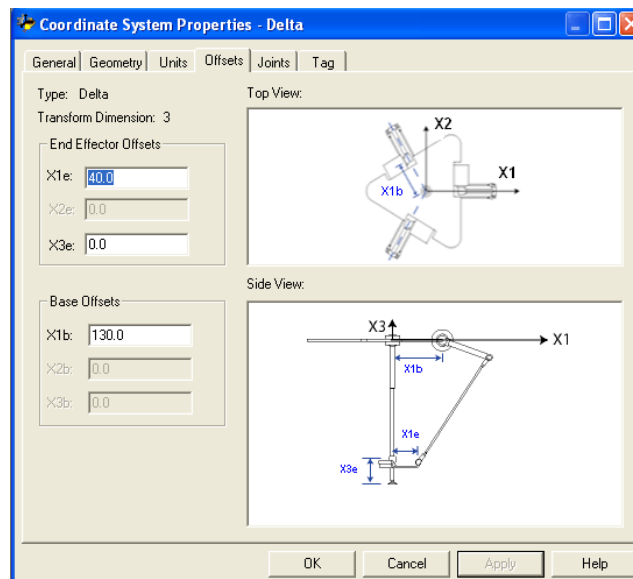 Coordinate System Properties - Delta
General Geometry Units Offsets Joints Tag
Type: Delta
Transform Dimension: 3
End Effector Offsets
X1e: 40.0
X2e: 0.0
X3e: 0.0
Base Offsets
X1b: 130.0
X2b: 0.0
X3b: 0.0
Top View:
X2
X1
X1b
Side View:
X3
X1
X1b
X1e
X3e
OK Cancel Apply Help